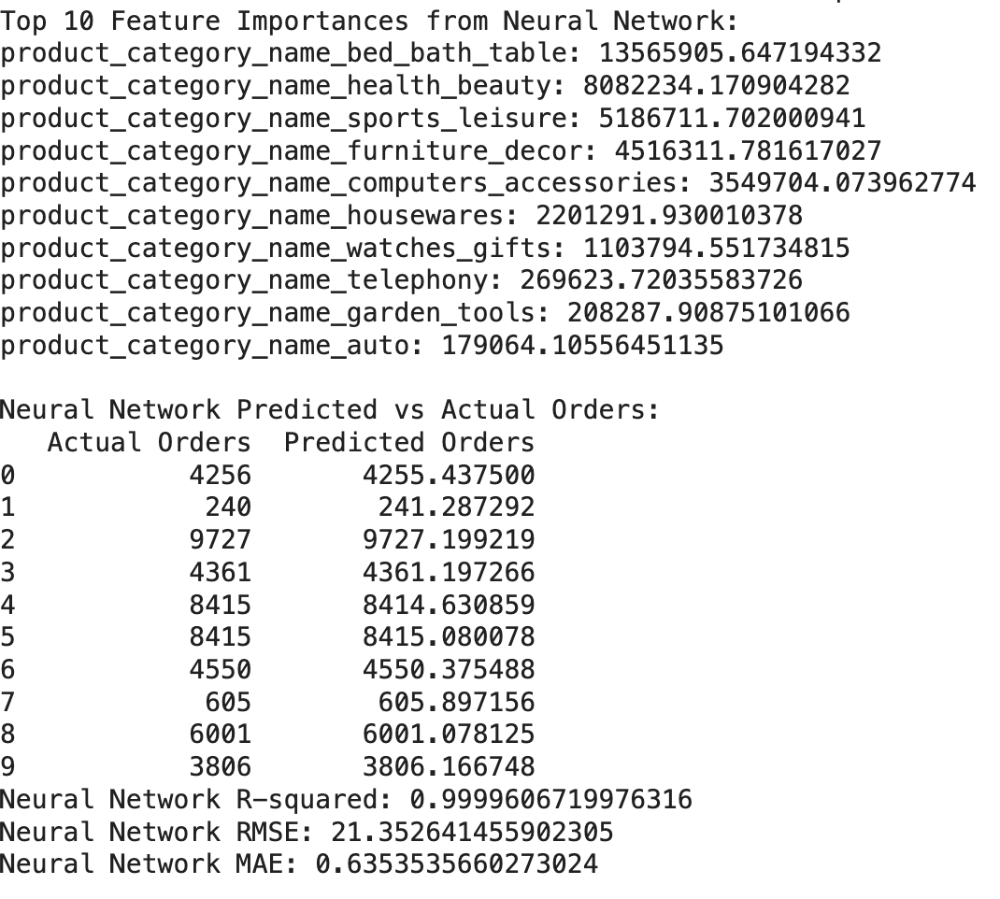 Top 10 Feature Importances from Neural Network:
product_category_name_bed_bath_table: 13565905.647194332
product_category_name_health_beauty: 8082234.170904282
product_category_name_sports_leisure: 5186711.702000941
product_category_name_furniture_decor: 4516311.781617027
product_category_name_computers_accessories: 3549704.073962774
product_category_name_housewares: 2201291.930010378
product_category_name_watches_gifts: 1103794.551734815
product_category_name_telephony: 269623.72035583726
product_category_name_garden_tools: 208287.90875101066
product_category_name_auto: 179064.10556451135
Neural Network Predicted vs Actual Orders:
Actual Orders Predicted Orders
0 4256 4255.437500
1 240 241.287292
2 9727 9727.199219
3 4361 4361.197266
4 8415 8414.630859
5 8415 8415.080078
6 4550 4550.375488
7 605 605.897156
8 6001 6001.078125
9 3806 3806.166748
Neural Network R-squared: 0.9999606719976316
Neural Network RMSE: 21.352641455902305
Neural Network MAE: 0.6353535660273024